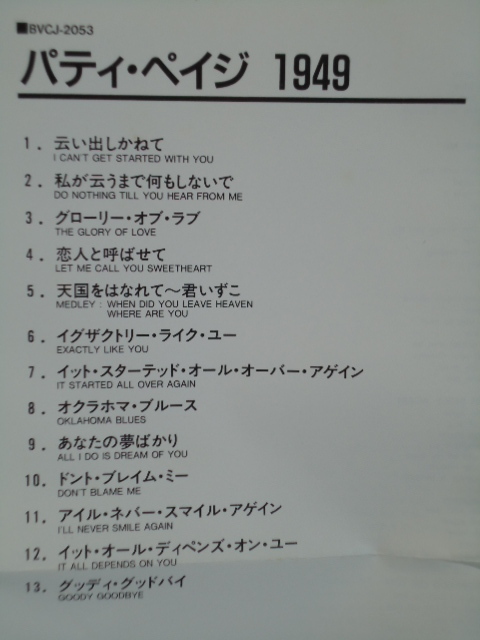 ■BVCJ-2053
パティ・ペイジ 1949
1. 云い出しかねて
I CAN'T GET STARTED WITH YOU
2. 私が云うまで何もしないで
DO NOTHING TILL YOU HEAR FROM ME
3. グローリー・オブ・ラブ
THE GLORY OF LOVE
4. 恋人と呼ばせて
LET ME CALL YOU SWEETHEART
5. 天国をはなれて〜君いずこ
MEDLEY : WHEN DID YOU LEAVE HEAVEN
WHERE ARE YOU
6. イグザクトリー・ライク・ユー
EXACTLY LIKE YOU
7. イット・スターテッド・オール・オーバー・アゲイン
IT STARTED ALL OVER AGAIN
8. オクラホマ・ブルース
OKLAHOMA BLUES
9. あなたの夢ばかり
ALL I DO IS DREAM OF YOU
10. ドント・ブレイム・ミー
DON'T BLAME ME
11. アイル・ネバー・スマイル・アゲイン
I'LL NEVER SMILE AGAIN
12. イット・オール・ディペンズ・オン・ユー
IT ALL DEPENDS ON YOU
13. グッディ・グッドバイ
GOODY GOODBYE